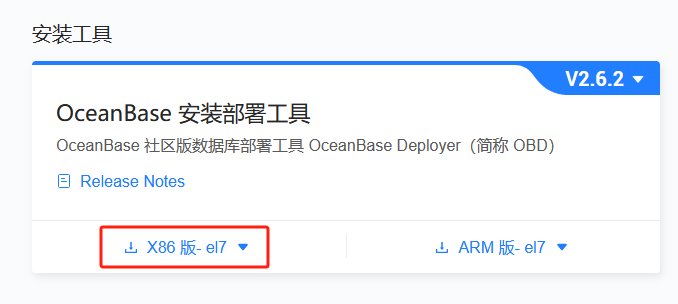 安装工具
V2.6.2
OceanBase 安装部署工具
OceanBase 社区版数据库部署工具 OceanBase Deployer（简称 OBD）
Release Notes
X86 版- el7
ARM 版- el7